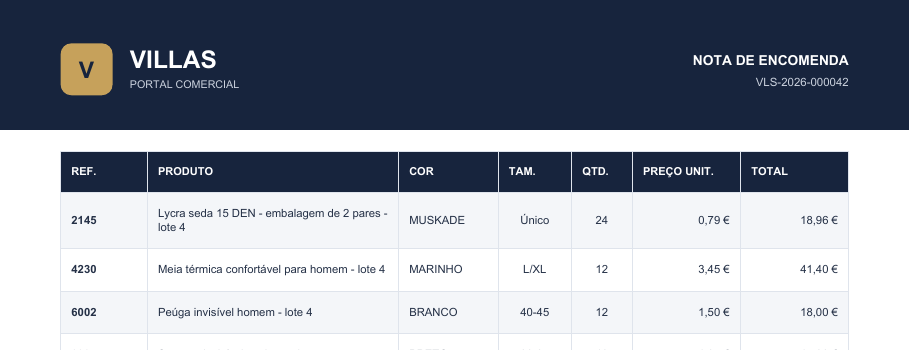 V
VILLAS
PORTAL COMERCIAL
NOTA DE ENCOMENDA
VLS-2026-000042
REF. PRODUTO COR TAM. QTD. PREÇO UNIT. TOTAL
2145 Lycra seda 15 DEN - embalagem de 2 pares - lote 4 MUSKADE Único 24 0,79 € 18,96 €
4230 Meia térmica confortável para homem - lote 4 MARINHO L/XL 12 3,45 € 41,40 €
6002 Peúga invisível homem - lote 4 BRANCO 40-45 12 1,50 € 18,00 €